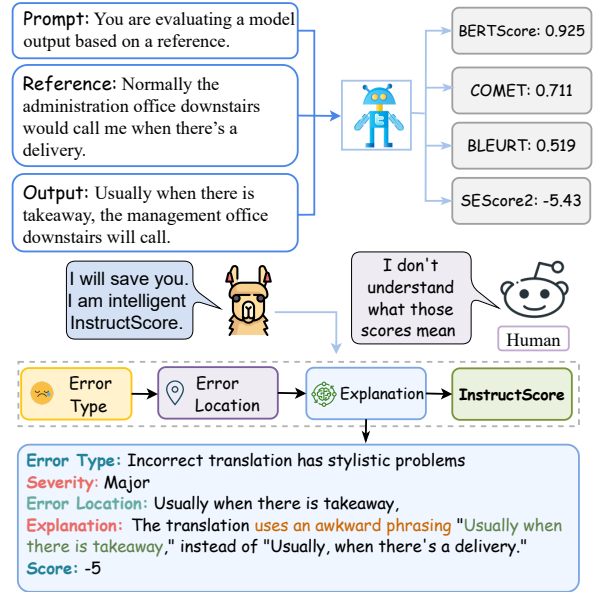 Prompt: You are evaluating a model
output based on a reference.
Reference: Normally the
administration office downstairs
would call me when there's a
delivery.
Output: Usually when there is
takeaway, the management office
downstairs will call.
BERTScore: 0.925
COMET: 0.711
BLEURT: 0.519
SEScore2: -5.43
I will save you.
I am intelligent
InstructScore.
I don't
understand
what those
scores mean
Human
Error
Type
Error
Location
Explanation
InstructScore
Error Type: Incorrect translation has stylistic problems
Severity: Major
Error Location: Usually when there is takeaway,
Explanation: The translation uses an awkward phrasing "Usually when
there is takeaway," instead of "Usually, when there's a delivery."
Score: -5